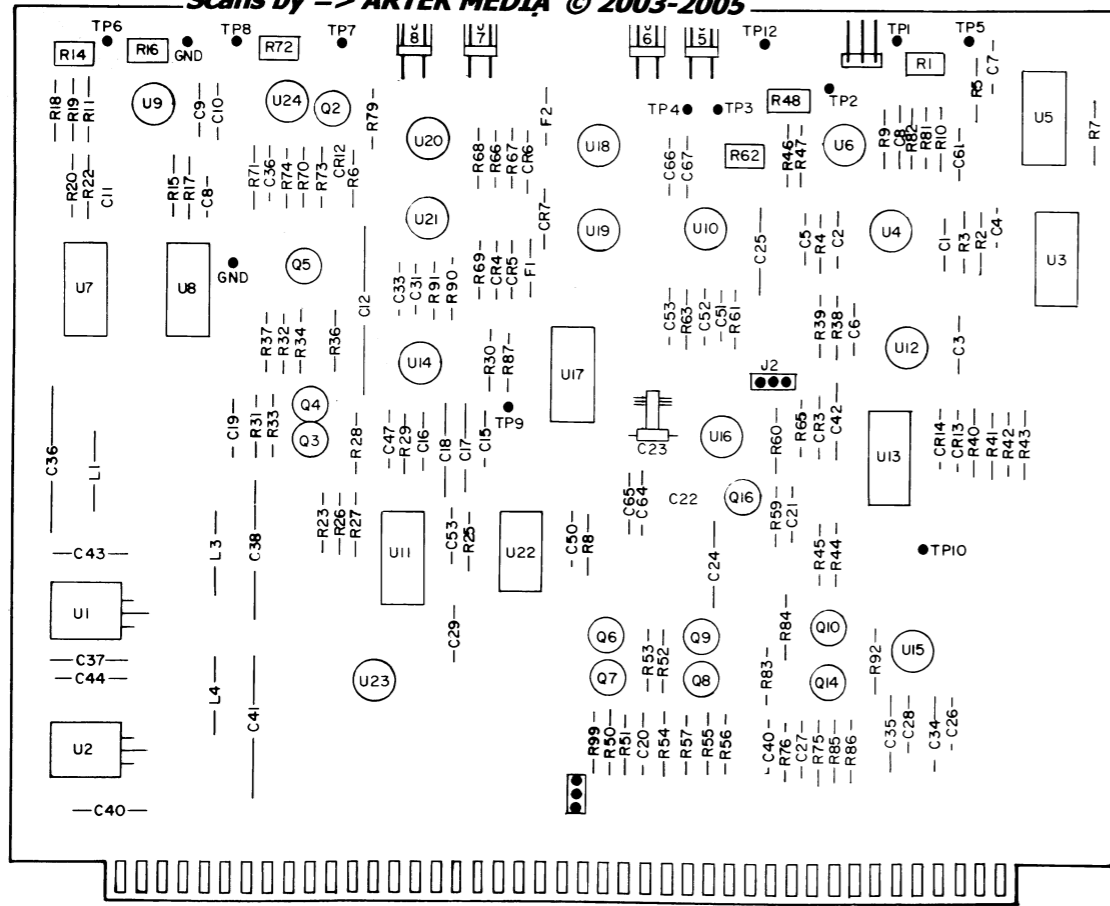 Scans by => ARTEK MEDIA © 2003-2005
TP6 TP8 TP7 TP12 TP1 TP5
R14 R16 GND R72 8 7 6 5 R1 C7
R18 R19 R11 U9 C9 C10 U24 Q2 R79 F2 TP4 TP3 R48 TP2 R5 U5 R7
U20 U18 R62 R46 R47 U6 R9 C8 R82 R81 R10 C61
R20 R22 C11 R15 R17 C8 R71 C36 R74 R70 R73 CR12 R6 R68 R66 R67 CR6 C66 C67
U21 CR7 U19 U10 C25 C5 R4 C2 U4 C1 R3 R2 C4 U3
U7 U8 GND Q5 C12 C33 C31 R91 R90 R69 CR4 CR5 F1
R37 R32 R34 R36 U14 R30 R87 U17 C53 R63 C52 C51 R61 R39 R38 C6 U12 C3
J2
Q4 TP9
C36 L1 C19 R31 R33 Q3 R28 C47 R29 C16 C18 C17 C15 C23 U16 R60 R65 CR3 C42 U13 CR14 CR13 R40 R41 R42 R43
C65 C64 C22 Q16 R59 C21
C43 L3 C38 R23 R26 R27 U11 C53 R25 U22 C50 R8 C24 R45 R44 TP10
U1 C29 Q6 Q9 R84 Q10
C37 R53 R52 R92 U15
C44 L4 C41 U23 Q7 Q8 R83 Q14
U2 R99 R50 R51 C20 R54 R57 R55 R56 C40 R76 C27 R75 R85 R86 C35 C28 C34 C26
C40